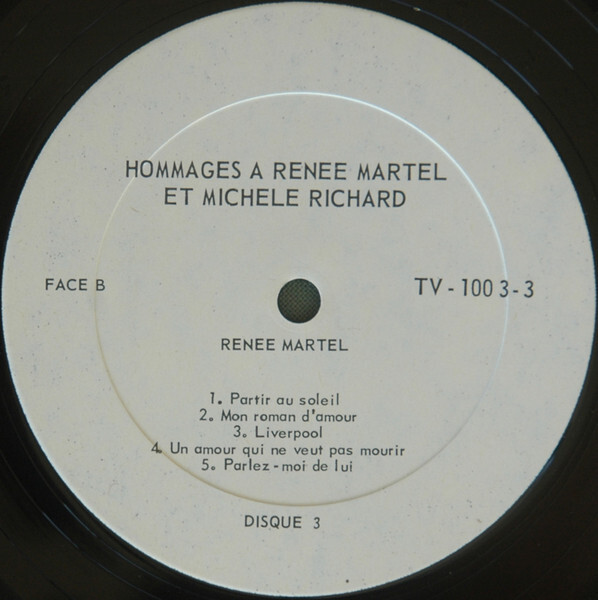 HOMMAGES A RENEE MARTEL
ET MICHELE RICHARD
FACE B
TV - 100 3 - 3
RENEE MARTEL
1. Partir au soleil
2. Mon roman d'amour
3. Liverpool
4. Un amour qui ne veut pas mourir
5. Parlez - moi de lui
DISQUE 3